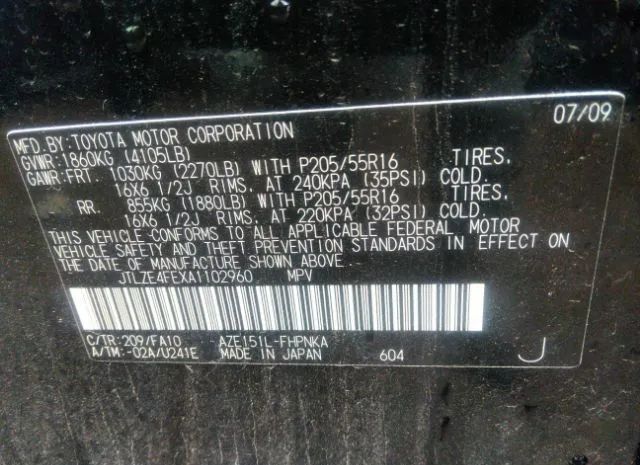 MFD.BY:TOYOTA MOTOR CORPORATION 07/09
GVWR:1860KG (4105LB)
GAWR:FRT. 1030KG (2270LB) WITH P205/55R16 TIRES,
16X6 1/2J RIMS, AT 240KPA (35PSI) COLD.
RR. 855KG (1880LB) WITH P205/55R16 TIRES,
16X6 1/2J RIMS, AT 220KPA (32PSI) COLD.
THIS VEHICLE CONFORMS TO ALL APPLICABLE FEDERAL MOTOR
VEHICLE SAFETY AND THEFT PREVENTION STANDARDS IN EFFECT ON
THE DATE OF MANUFACTURE SHOWN ABOVE.
JTLZE4FEXA1102960 MPV
C/TR:209/FA10 AZE151L-FHPNKA
A/TM:-02A/U241E MADE IN JAPAN 604 J